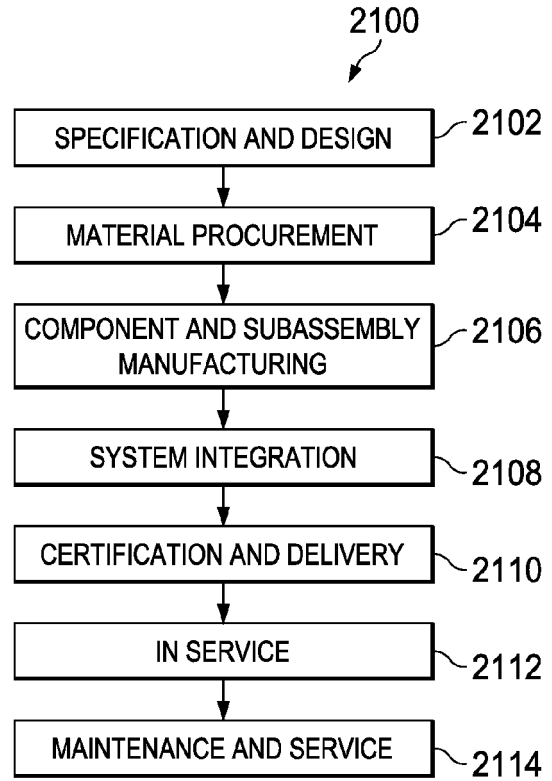 2100
SPECIFICATION AND DESIGN
2102
MATERIAL PROCUREMENT
2104
COMPONENT AND SUBASSEMBLY
MANUFACTURING
2106
SYSTEM INTEGRATION
2108
CERTIFICATION AND DELIVERY
2110
IN SERVICE
2112
MAINTENANCE AND SERVICE
2114